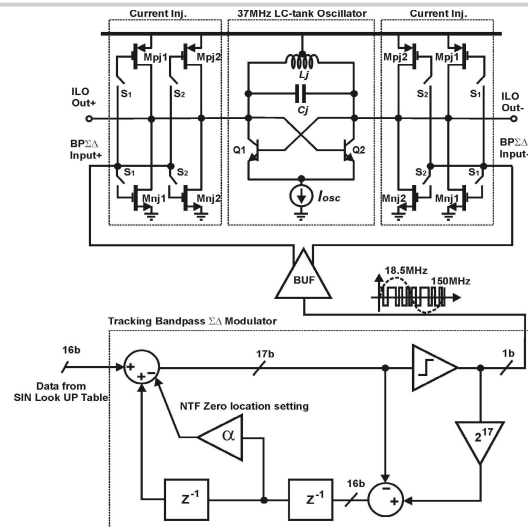 Current Inj.
37MHz LC-tank Oscillator
Current Inj.
Mpj1
Mpj2
Lj
Mpj2
Mpj1
S1
S2
Cj
S2
S1
ILO
Out+
ILO
Out-
BPΣΔ
Input+
Q1
Q2
BPΣΔ
Input-
S1
S2
S2
S1
Mnj1
Mnj2
Iosc
Mnj2
Mnj1
BUF
18.5MHz
150MHz
Tracking Bandpass ΣΔ Modulator
16b
17b
1b
Data from
SIN Look UP Table
NTF Zero location setting
α
2^17
Z^-1
Z^-1
16b
+
+
−
−
+